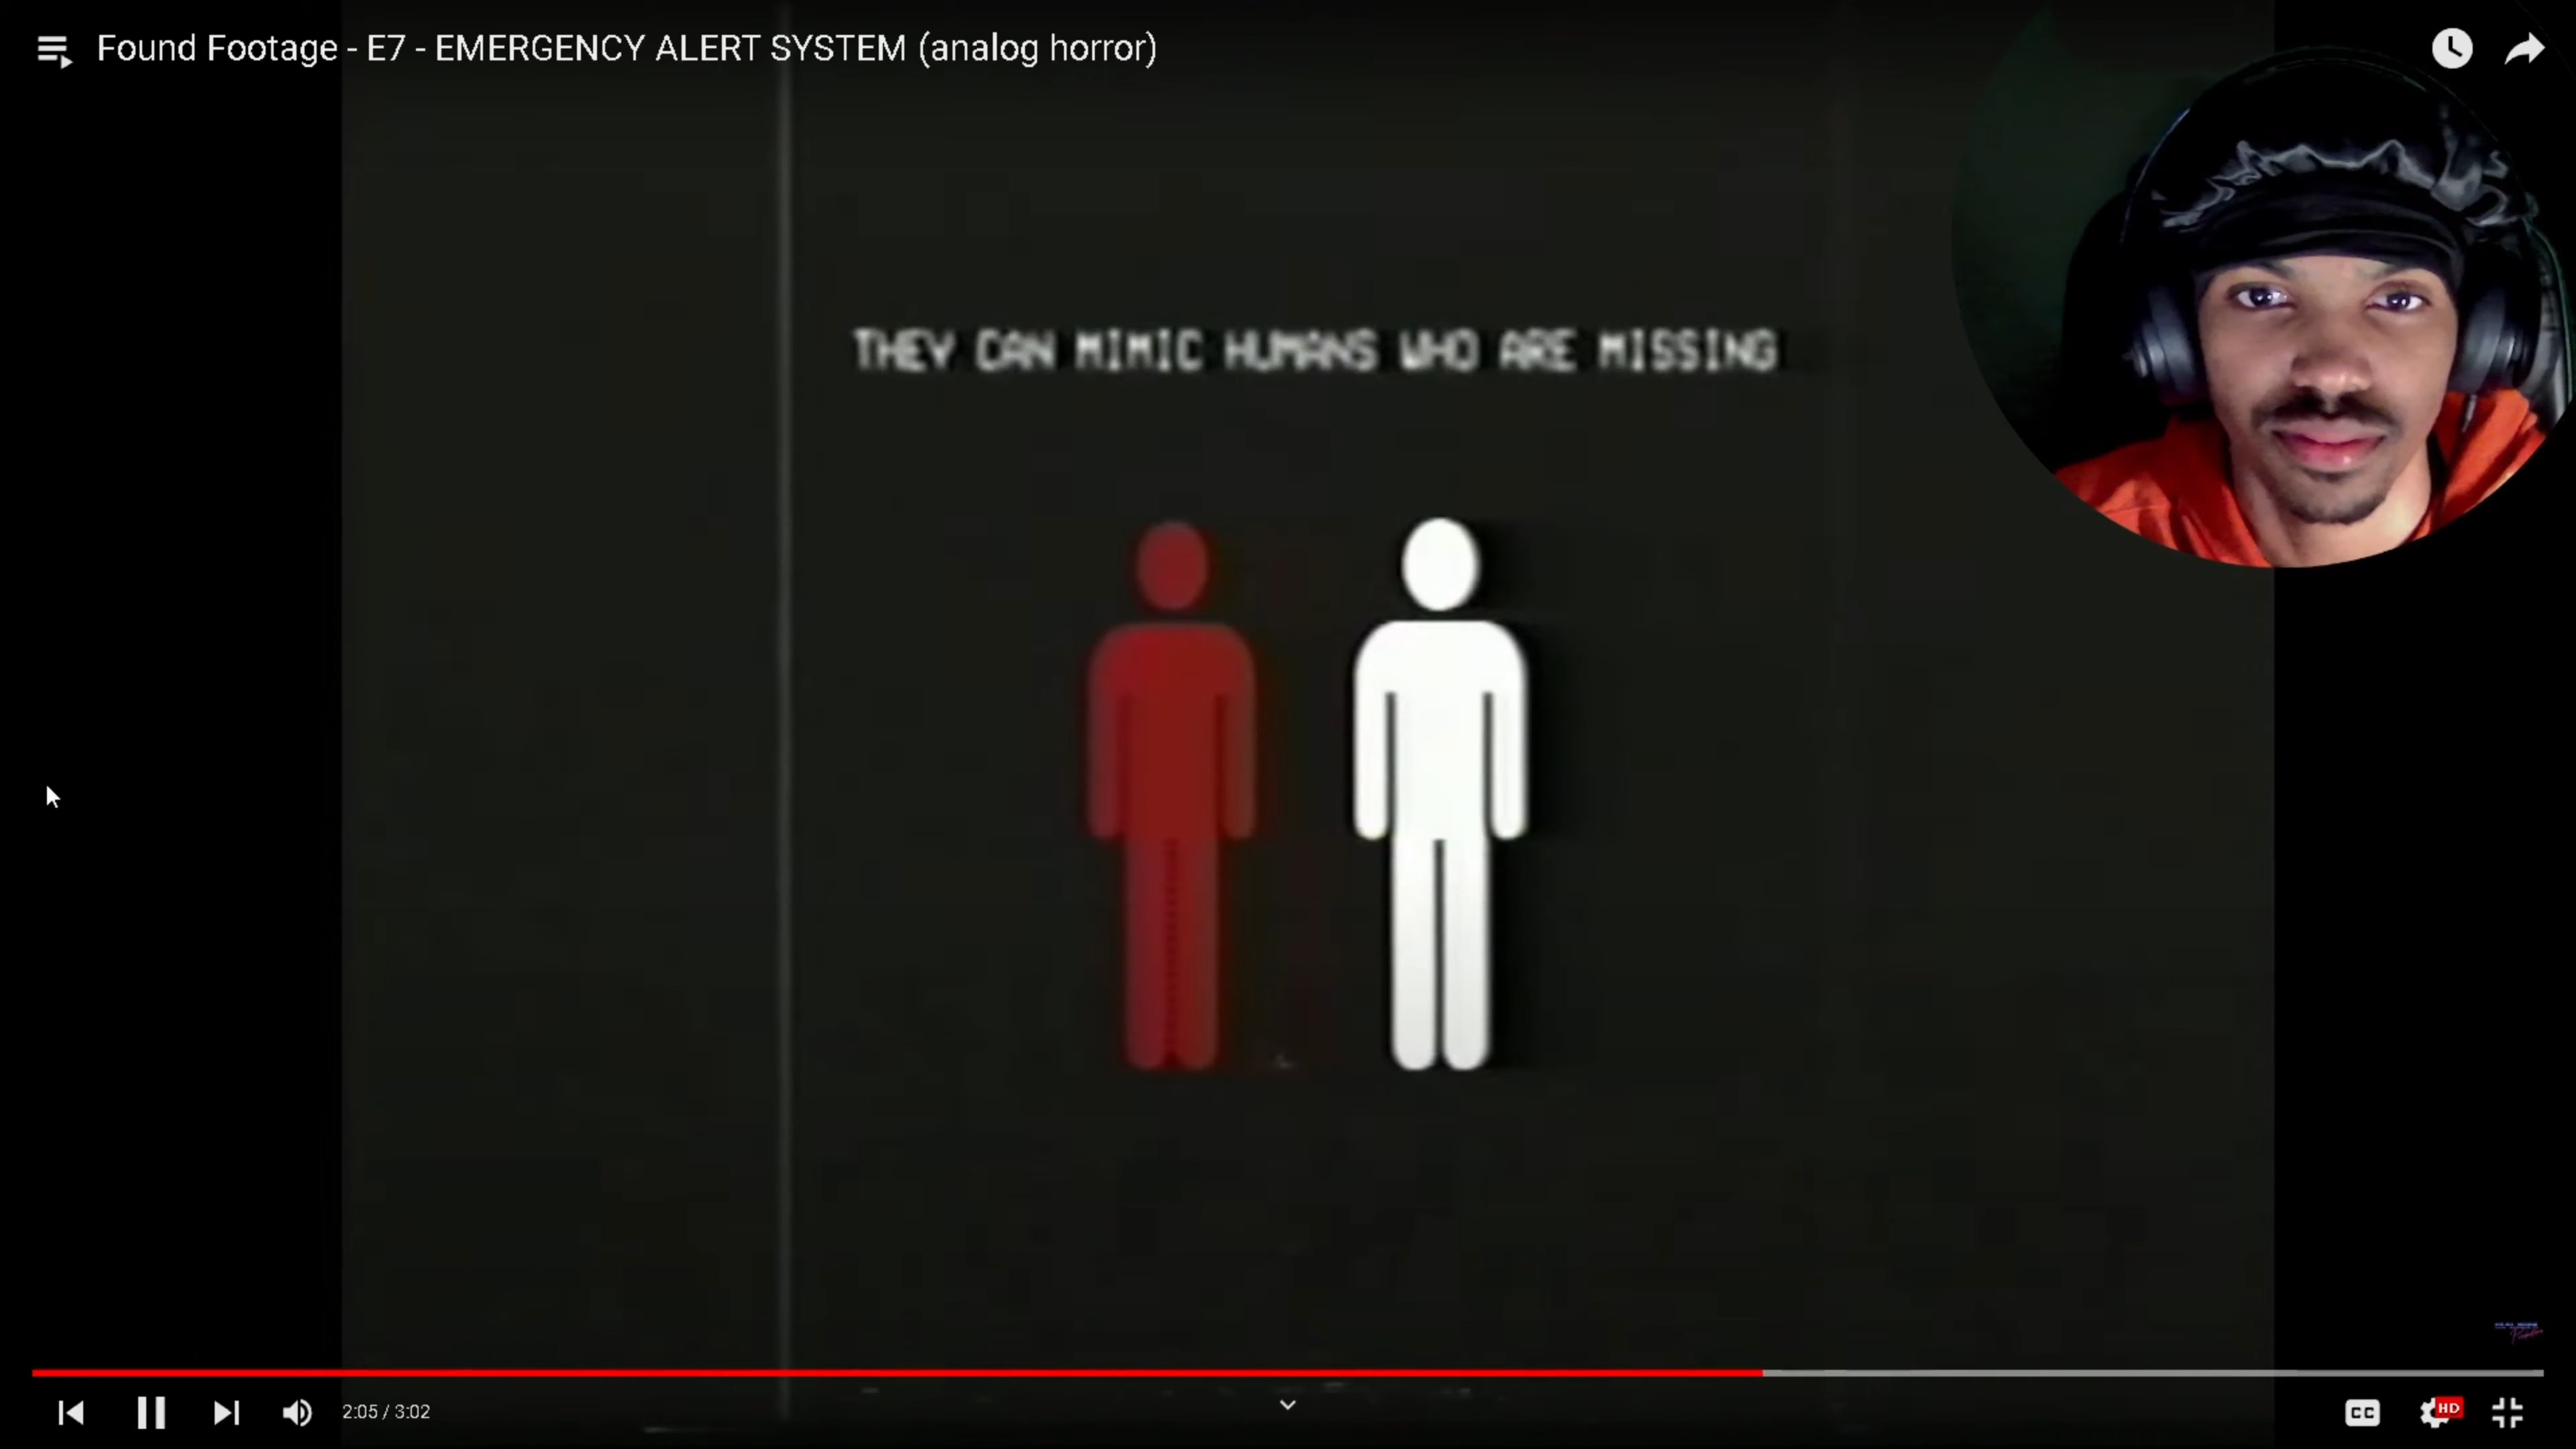 Found Footage - E7 - EMERGENCY ALERT SYSTEM (analog horror)
THEY CAN MIMIC HUMANS WHO ARE MISSING
2:05 / 3:02
CC
HD